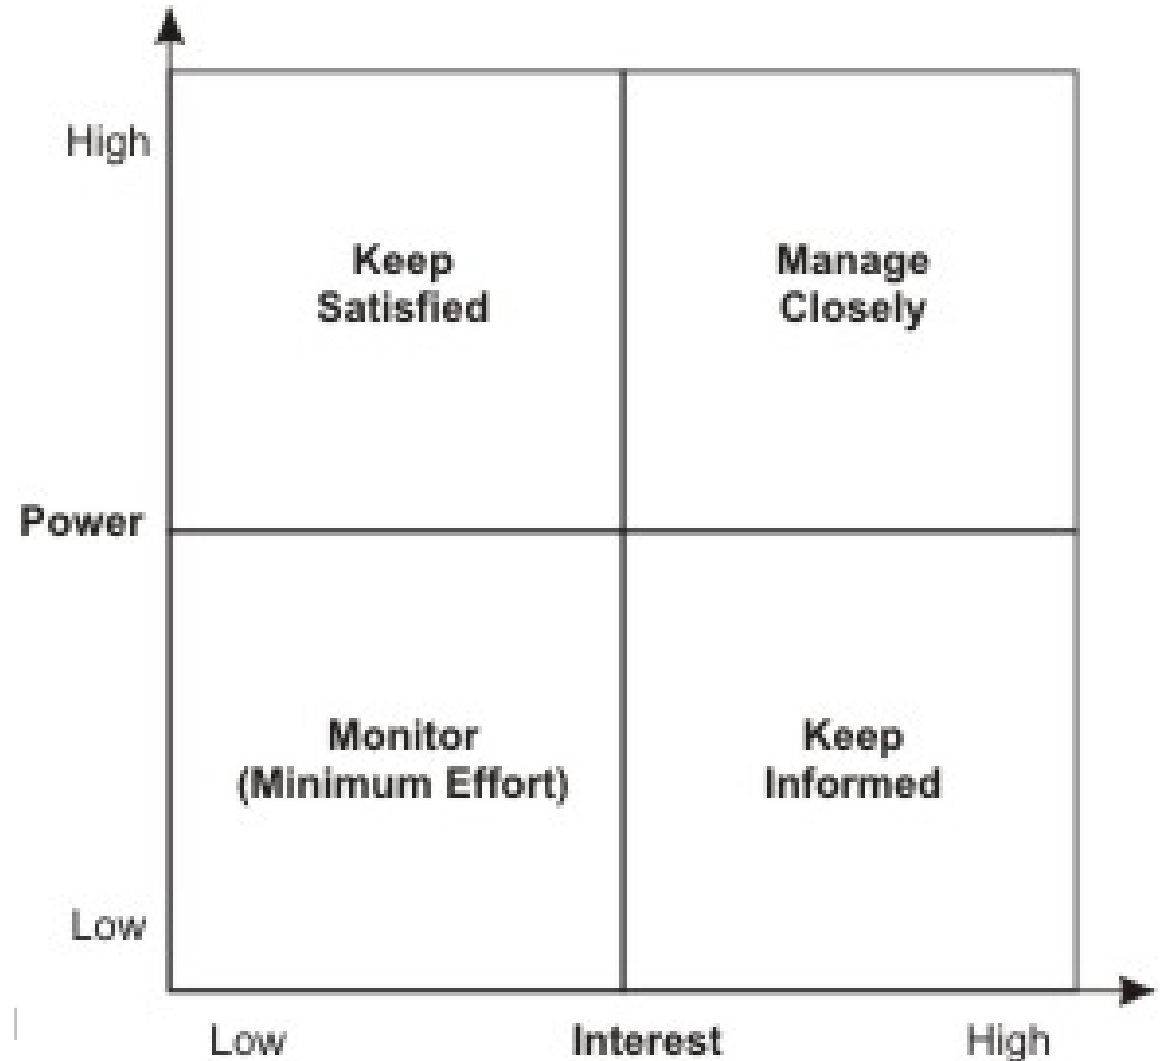 High
Keep
Satisfied
Manage
Closely
Power
Monitor
(Minimum Effort)
Keep
Informed
Low
Low
Interest
High